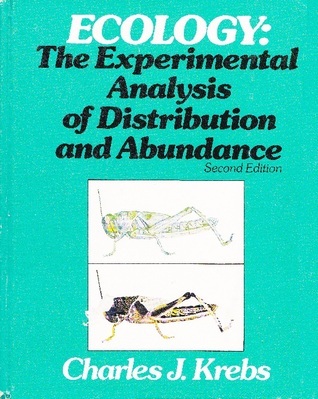 ECOLOGY:
The Experimental
Analysis
of Distribution
and Abundance
Second Edition
Charles J. Krebs